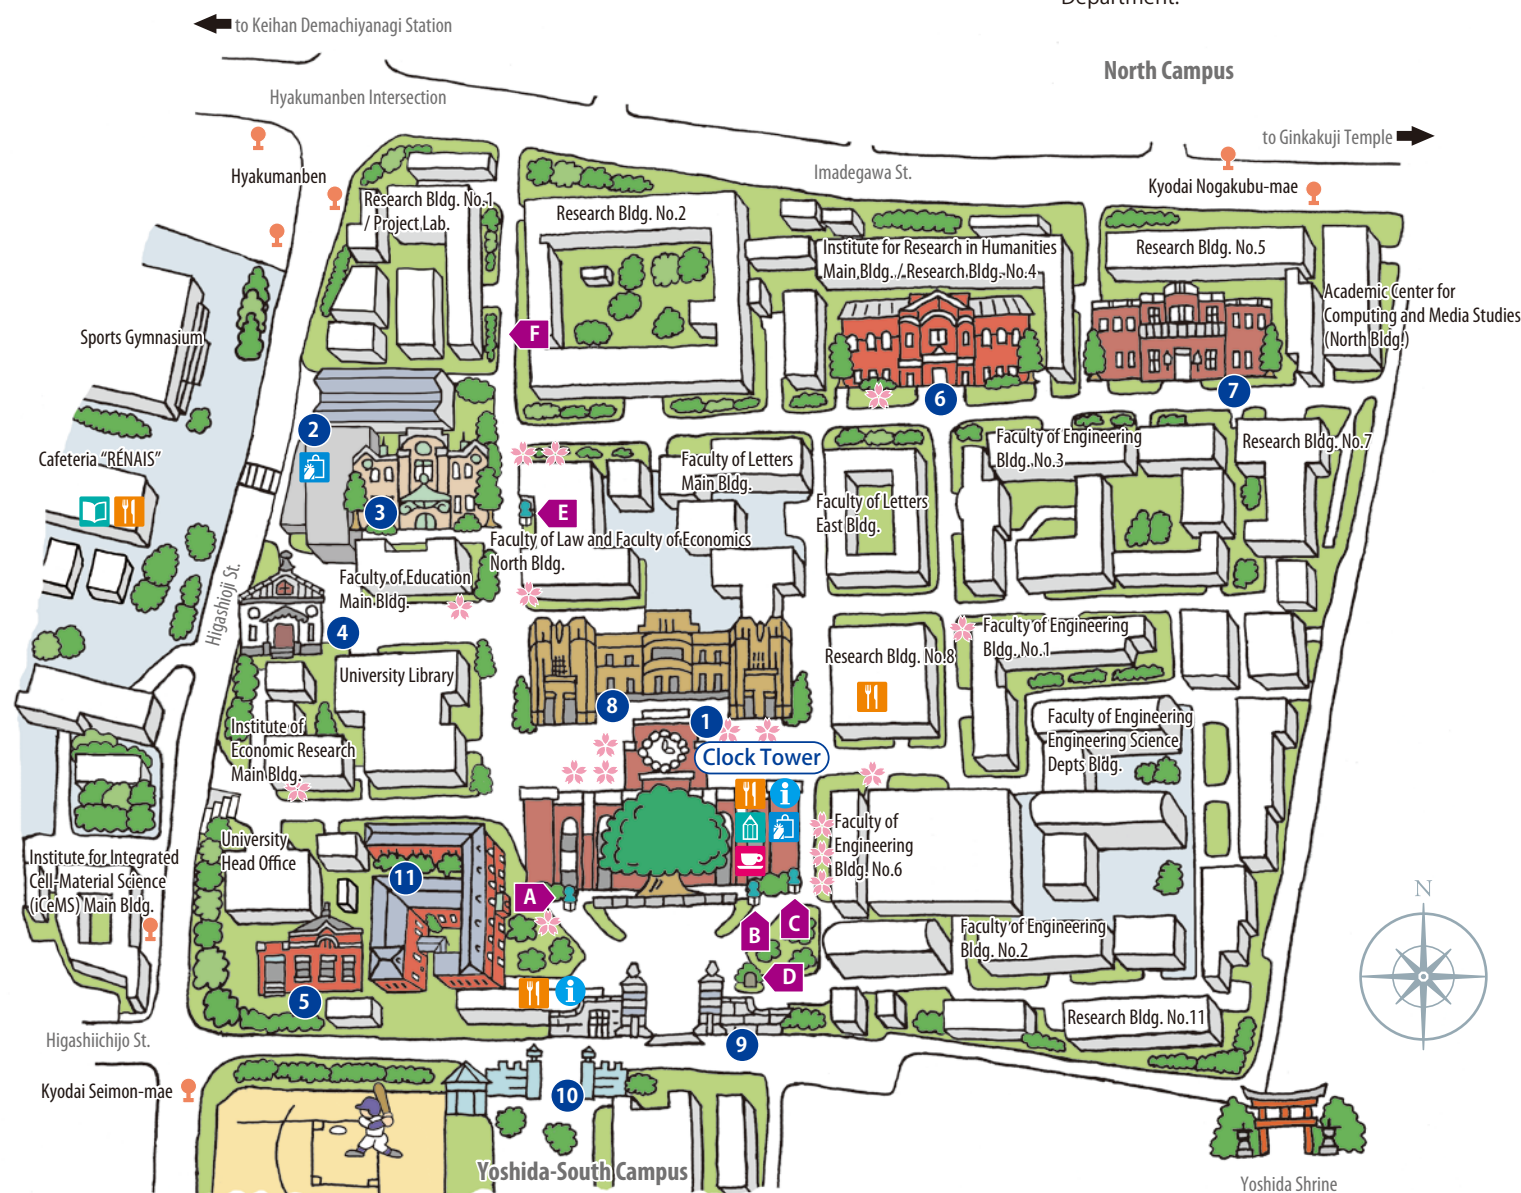 Department.
to Keihan Demachiyanagi Station
North Campus
Hyakumanben Intersection
to Ginkakuji Temple
Imadegawa St.
Hyakumanben
Kyodai Nogakubu-mae
Research Bldg. No.1
/ Project Lab.
Research Bldg. No.2
Institute for Research in Humanities
Main Bldg. / Research Bldg. No.4
Research Bldg. No.5
Academic Center for
Computing and Media Studies
(North Bldg.)
Sports Gymnasium
F
6
7
2
Cafeteria “RÉNAIS”
3
E
Faculty of Letters
Main Bldg.
Faculty of Letters
East Bldg.
Faculty of Engineering
Bldg. No.3
Research Bldg. No.7
Faculty of Law and Faculty of Economics
North Bldg.
Higashioji St.
Faculty of Education
Main Bldg.
4
University Library
Research Bldg. No.8
Faculty of Engineering
Bldg. No.1
8
1
Clock Tower
Institute of
Economic Research
Main Bldg.
Faculty of Engineering
Engineering Science
Depts Bldg.
i
University
Head Office
Faculty of
Engineering
Bldg. No.6
Institute for Integrated
Cell-Material Science
(iCeMS) Main Bldg.
11
A
B
C
D
Faculty of Engineering
Bldg. No.2
N
5
i
Research Bldg. No.11
Higashiichijo St.
9
Kyodai Seimon-mae
10
Yoshida-South Campus
Yoshida Shrine